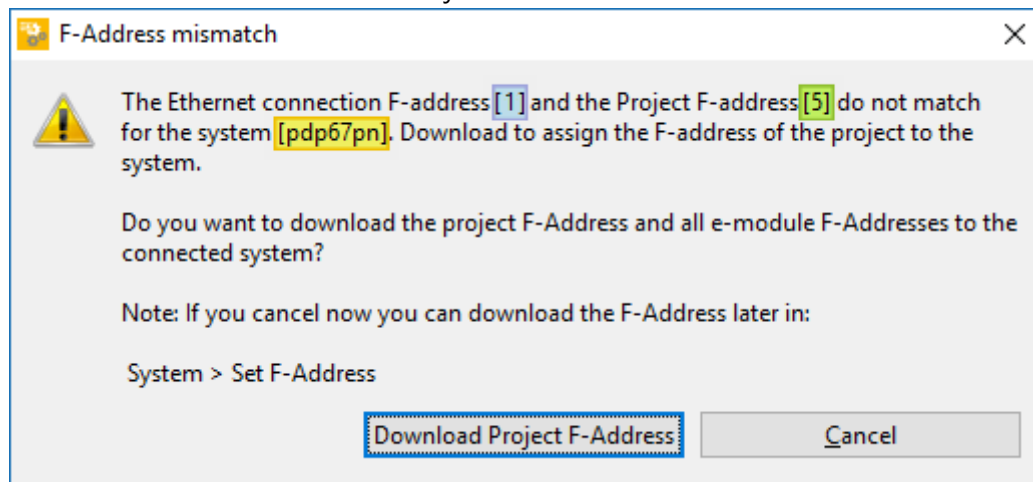 F-Address mismatch
The Ethernet connection F-address [1] and the Project F-address [5] do not match
for the system [pdp67pn]. Download to assign the F-address of the project to the
system.
Do you want to download the project F-Address and all e-module F-Addresses to the
connected system?
Note: If you cancel now you can download the F-Address later in:
System > Set F-Address
Download Project F-Address
Cancel